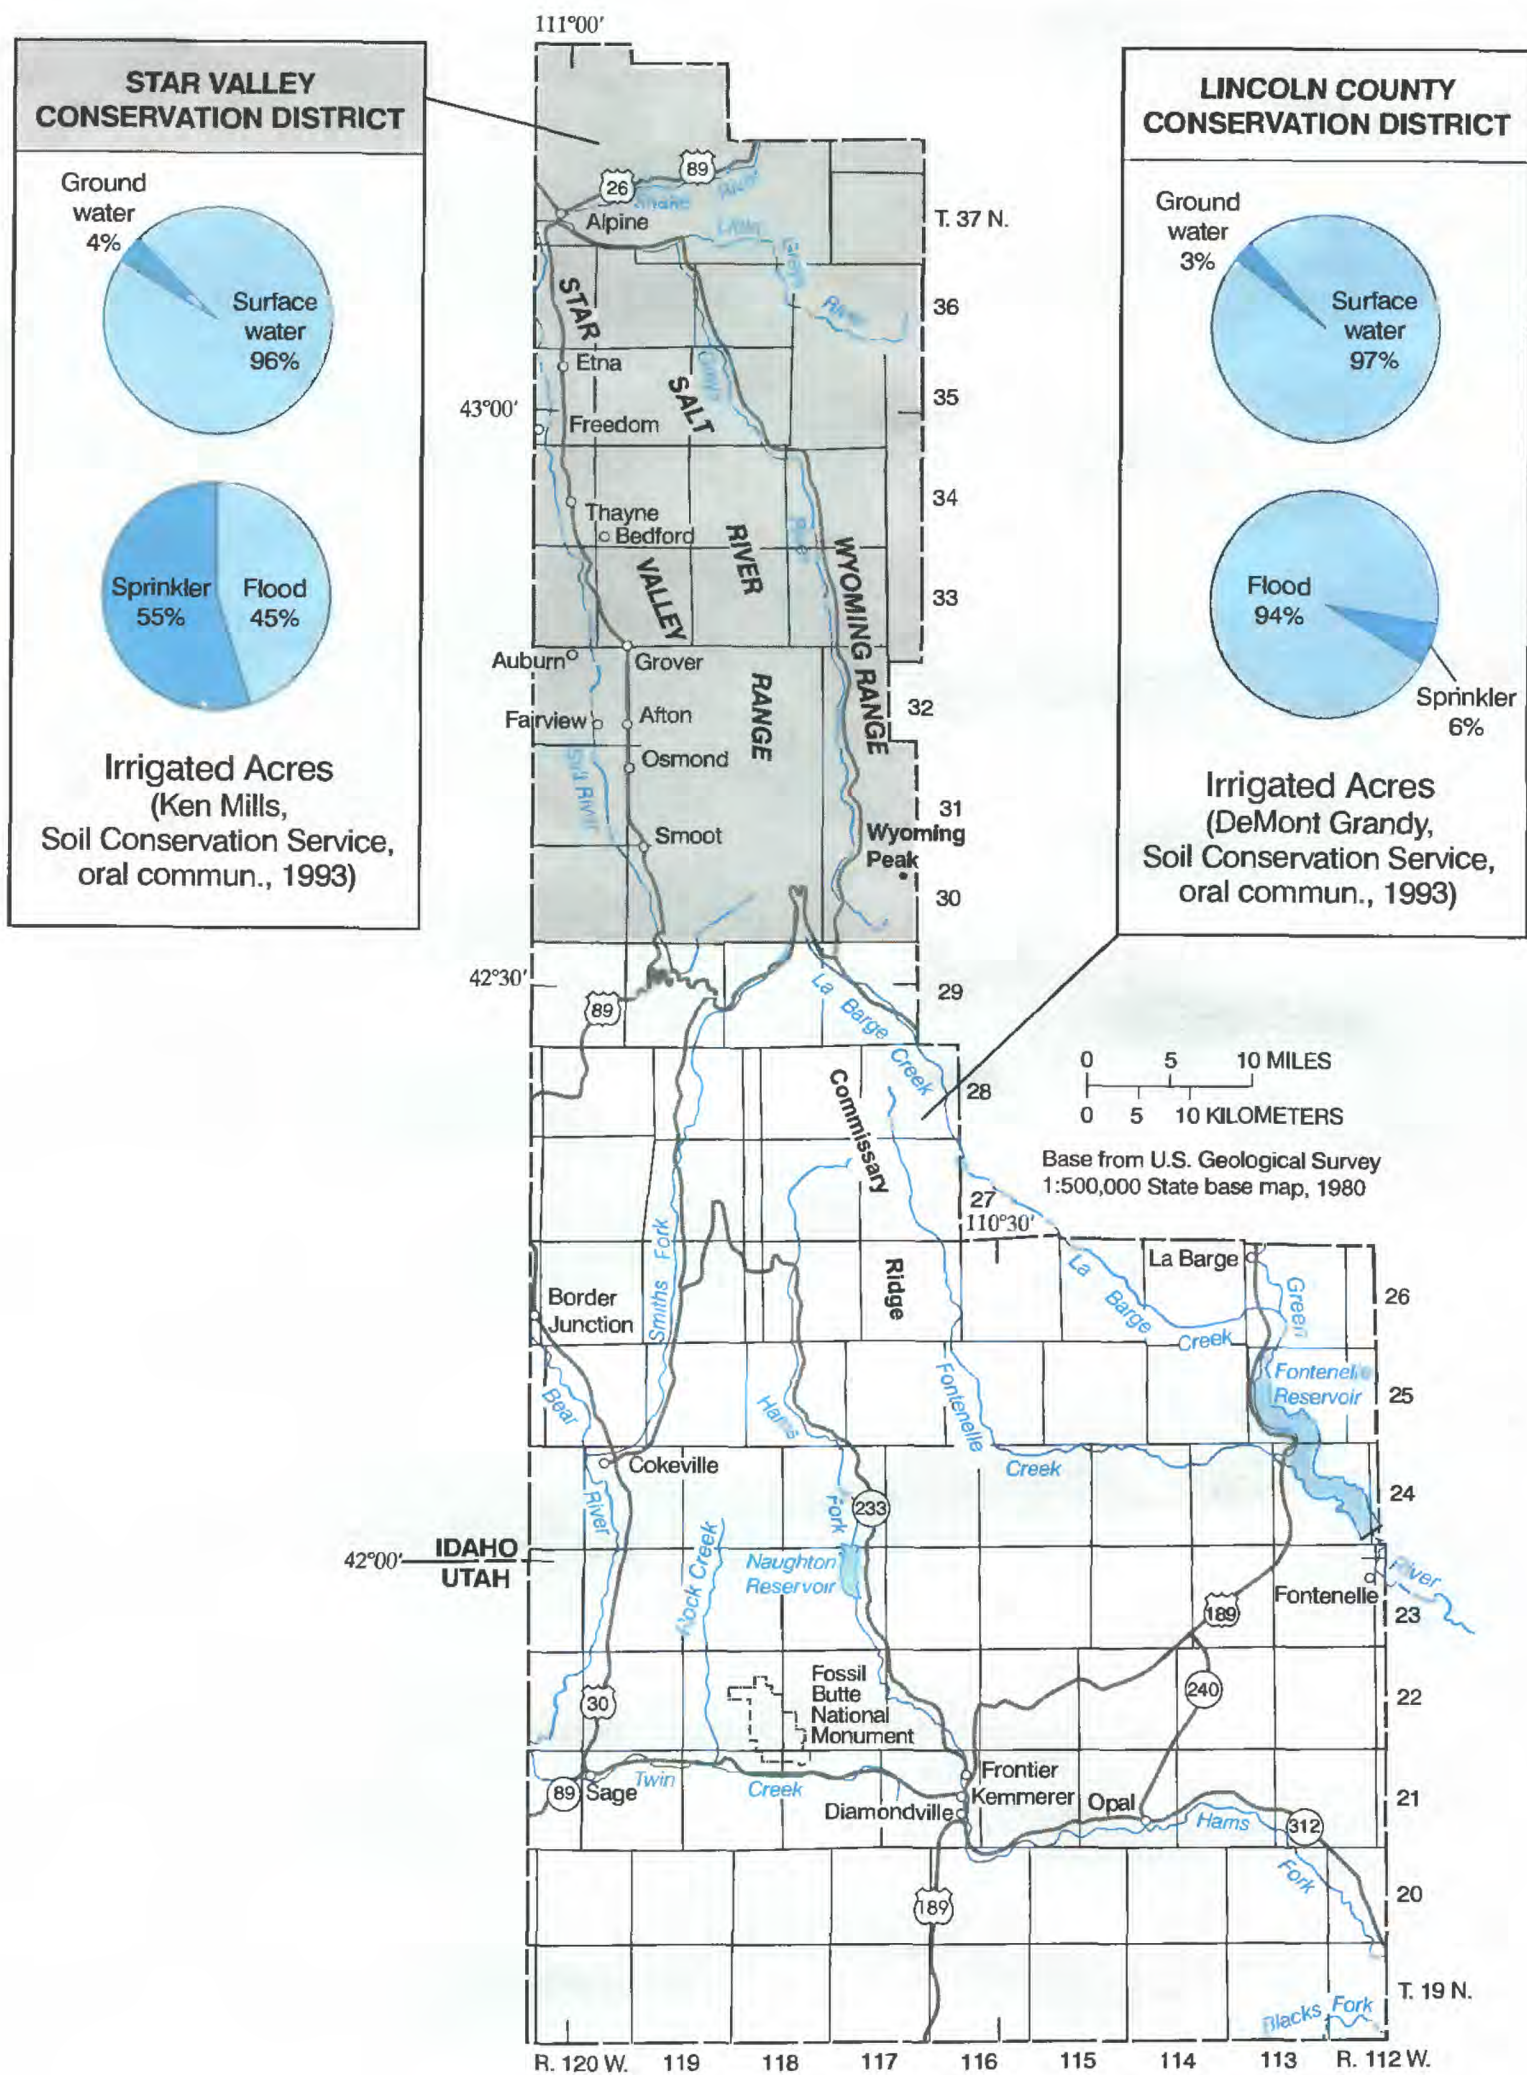 111°00'
STAR VALLEY
CONSERVATION DISTRICT
Ground
water
4%
Surface
water
96%
Sprinkler
55%
Flood
45%
Irrigated Acres
(Ken Mills,
Soil Conservation Service,
oral commun., 1993)
LINCOLN COUNTY
CONSERVATION DISTRICT
Ground
water
3%
Surface
water
97%
Flood
94%
Sprinkler
6%
Irrigated Acres
(DeMont Grandy,
Soil Conservation Service,
oral commun., 1993)
89
26
Snake River
Alpine
T. 37 N.
Little Greys River
STAR
36
Etna
Greys
SALT
35
43°00'
Freedom
34
Thayne
Bedford
RIVER
River
WYOMING RANGE
VALLEY
33
Auburn
Grover
RANGE
32
Fairview
Afton
Osmond
Salt River
31
Smoot
Wyoming
Peak
30
42°30'
89
La Barge Creek
29
Commissary
28
0 5 10 MILES
0 5 10 KILOMETERS
Base from U.S. Geological Survey
1:500,000 State base map, 1980
27
110°30'
Smiths Fork
Ridge
La Barge
La Barge Creek
Green
26
Border
Junction
Bear
Hams
Fontenelle
Fontenelle
Reservoir
25
Cokeville
Creek
River
Fork
233
24
42°00'
IDAHO
UTAH
Rock Creek
Naughton
Reservoir
River
Fontenelle
23
189
30
Fossil
Butte
National
Monument
240
22
89
Sage
Twin
Creek
Frontier
Kemmerer
Diamondville
Opal
Hams
312
21
Fork
189
20
T. 19 N.
Blacks Fork
R. 120 W. 119 118 117 116 115 114 113 R. 112 W.